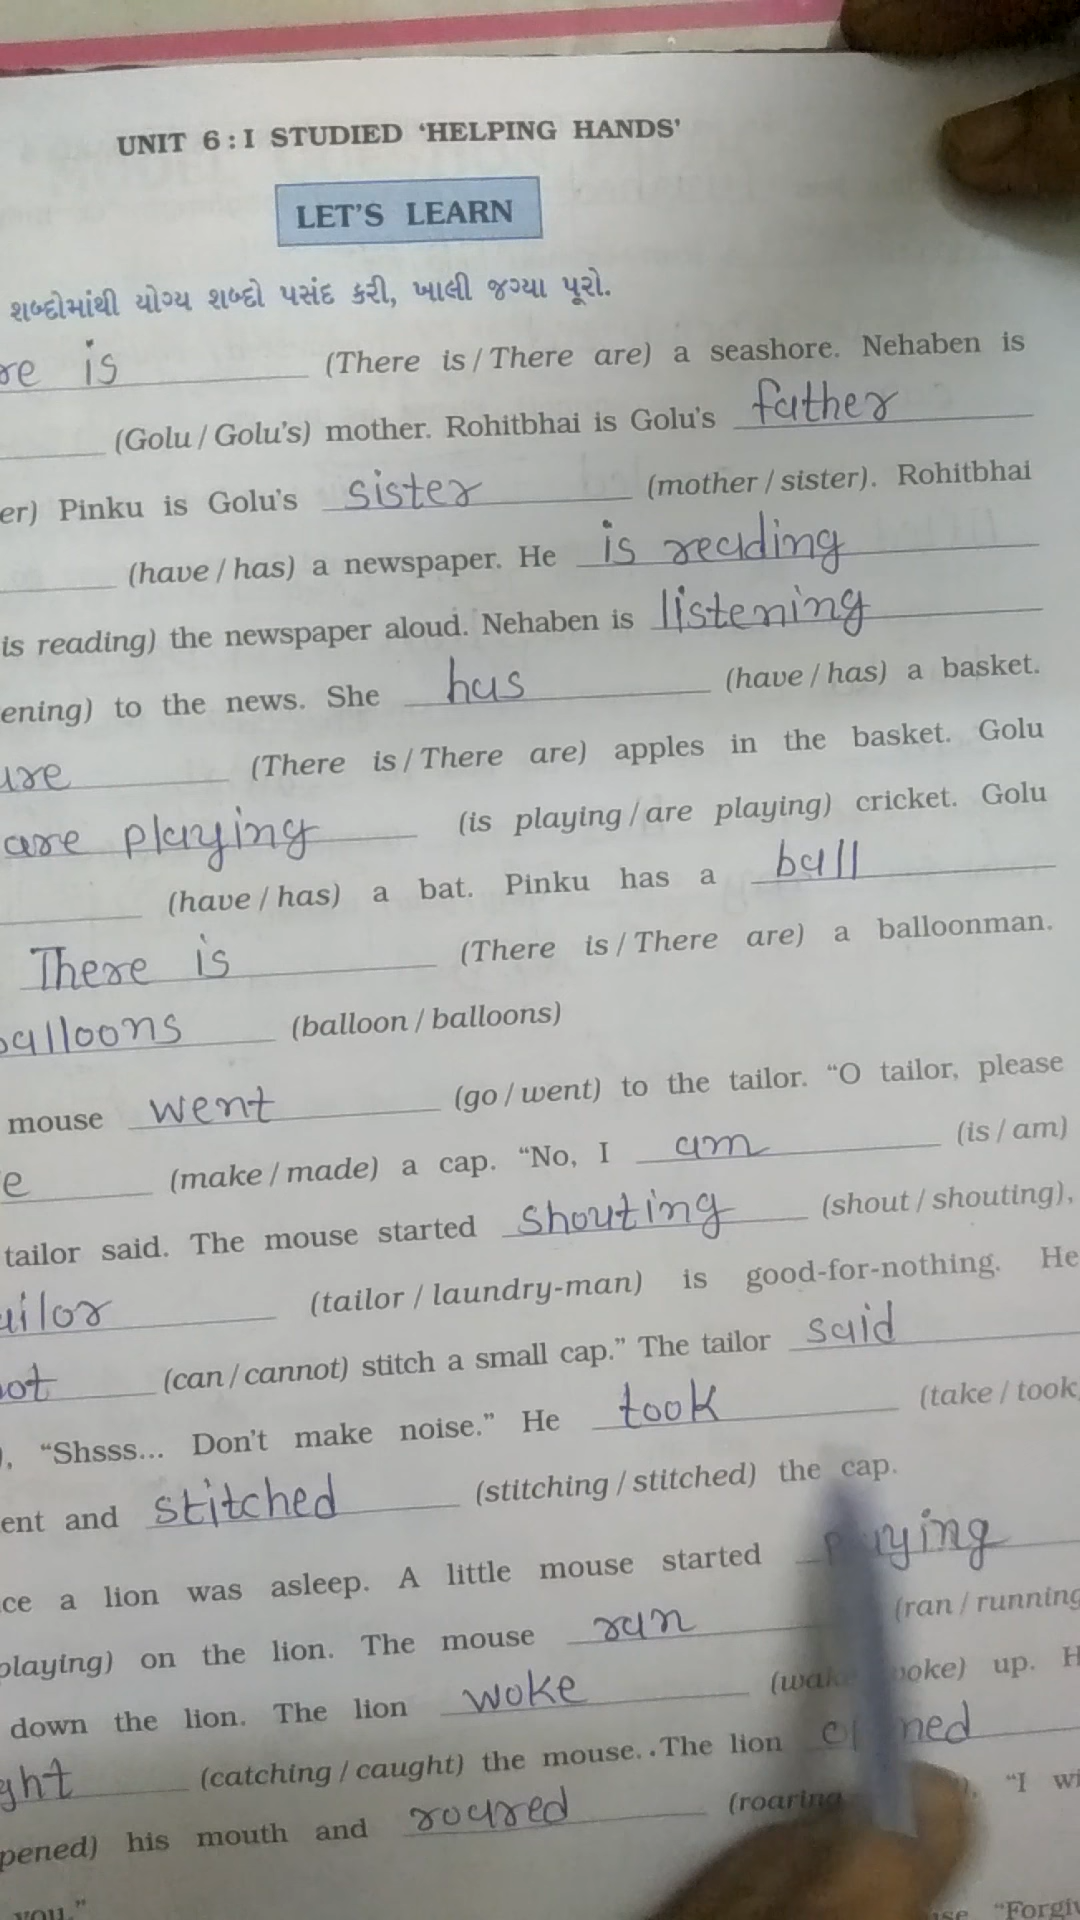 UNIT 6 : I STUDIED ‘HELPING HANDS’
LET'S LEARN
શબ્દોમાંથી યોગ્ય શબ્દો પસંદ કરી, ખાલી જગ્યા પૂરો.
re is (There is / There are) a seashore. Nehaben is
(Golu / Golu's) mother. Rohitbhai is Golu's father
er) Pinku is Golu's sister (mother / sister). Rohitbhai
(have / has) a newspaper. He is reading
is reading) the newspaper aloud. Nehaben is listening
ening) to the news. She has (have / has) a basket.
are (There is / There are) apples in the basket. Golu
are playing (is playing / are playing) cricket. Golu
(have / has) a bat. Pinku has a ball
There is (There is / There are) a balloonman.
balloons (balloon / balloons)
mouse went (go / went) to the tailor. “O tailor, please
e (make / made) a cap. “No, I am (is / am)
tailor said. The mouse started shouting (shout / shouting),
ailor (tailor / laundry-man) is good-for-nothing. He
not (can / cannot) stitch a small cap.” The tailor said
), “Shsss... Don't make noise.” He took (take / took
ent and stitched (stitching / stitched) the cap.
ce a lion was asleep. A little mouse started
playing) on the lion. The mouse ran (ran / running
down the lion. The lion woke up. H
ght (catching / caught) the mouse. The lion
pened) his mouth and roared (roaring “I wi
you.” “Forgiv